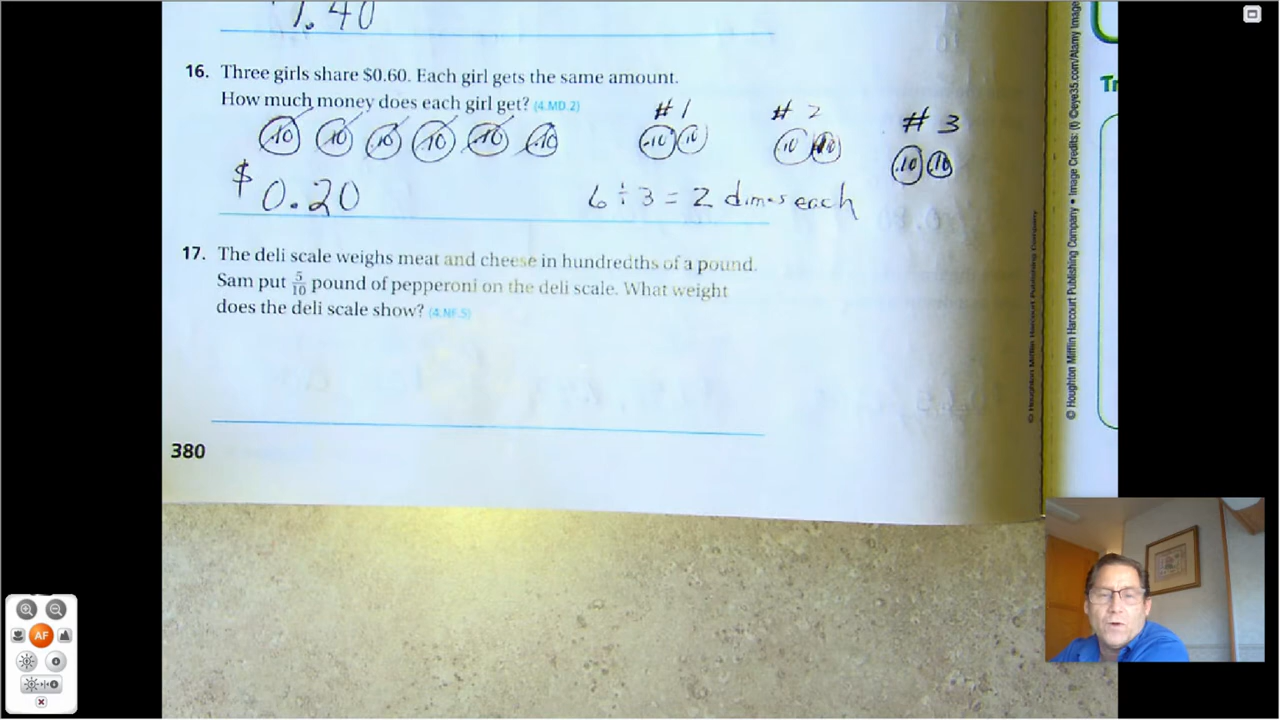 1.40
16. Three girls share $0.60. Each girl gets the same amount.
How much money does each girl get? (4.MD.2)
.10 .10 .10 .10 .10 .10
#1
.10 .10
# 2
.10 .10
# 3
.10 .10
$0.20
6 ÷ 3 = 2 dimes each
17. The deli scale weighs meat and cheese in hundredths of a pound.
Sam put 5/10 pound of pepperoni on the deli scale. What weight
does the deli scale show? (4.NF.5)
380
© Houghton Mifflin Harcourt Publishing Company
© Houghton Mifflin Harcourt Publishing Company • Image Credits: (t) ©eye35.com/Alamy Image
Tr
AF